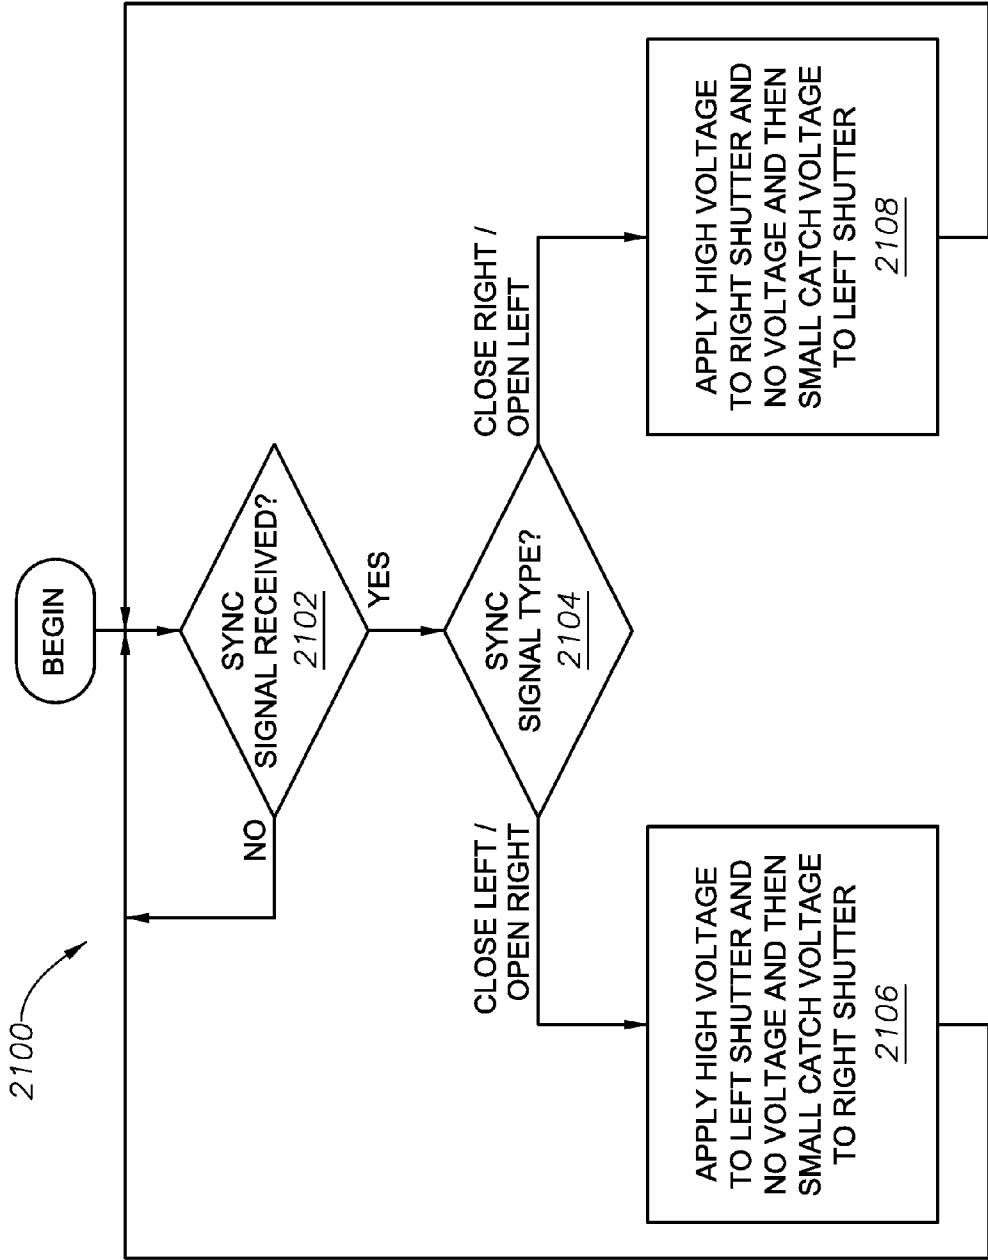 2100
BEGIN
SYNC
SIGNAL RECEIVED?
2102
NO
YES
SYNC
SIGNAL TYPE?
2104
CLOSE LEFT /
OPEN RIGHT
CLOSE RIGHT /
OPEN LEFT
APPLY HIGH VOLTAGE
TO LEFT SHUTTER AND
NO VOLTAGE AND THEN
SMALL CATCH VOLTAGE
TO RIGHT SHUTTER
2106
APPLY HIGH VOLTAGE
TO RIGHT SHUTTER AND
NO VOLTAGE AND THEN
SMALL CATCH VOLTAGE
TO LEFT SHUTTER
2108